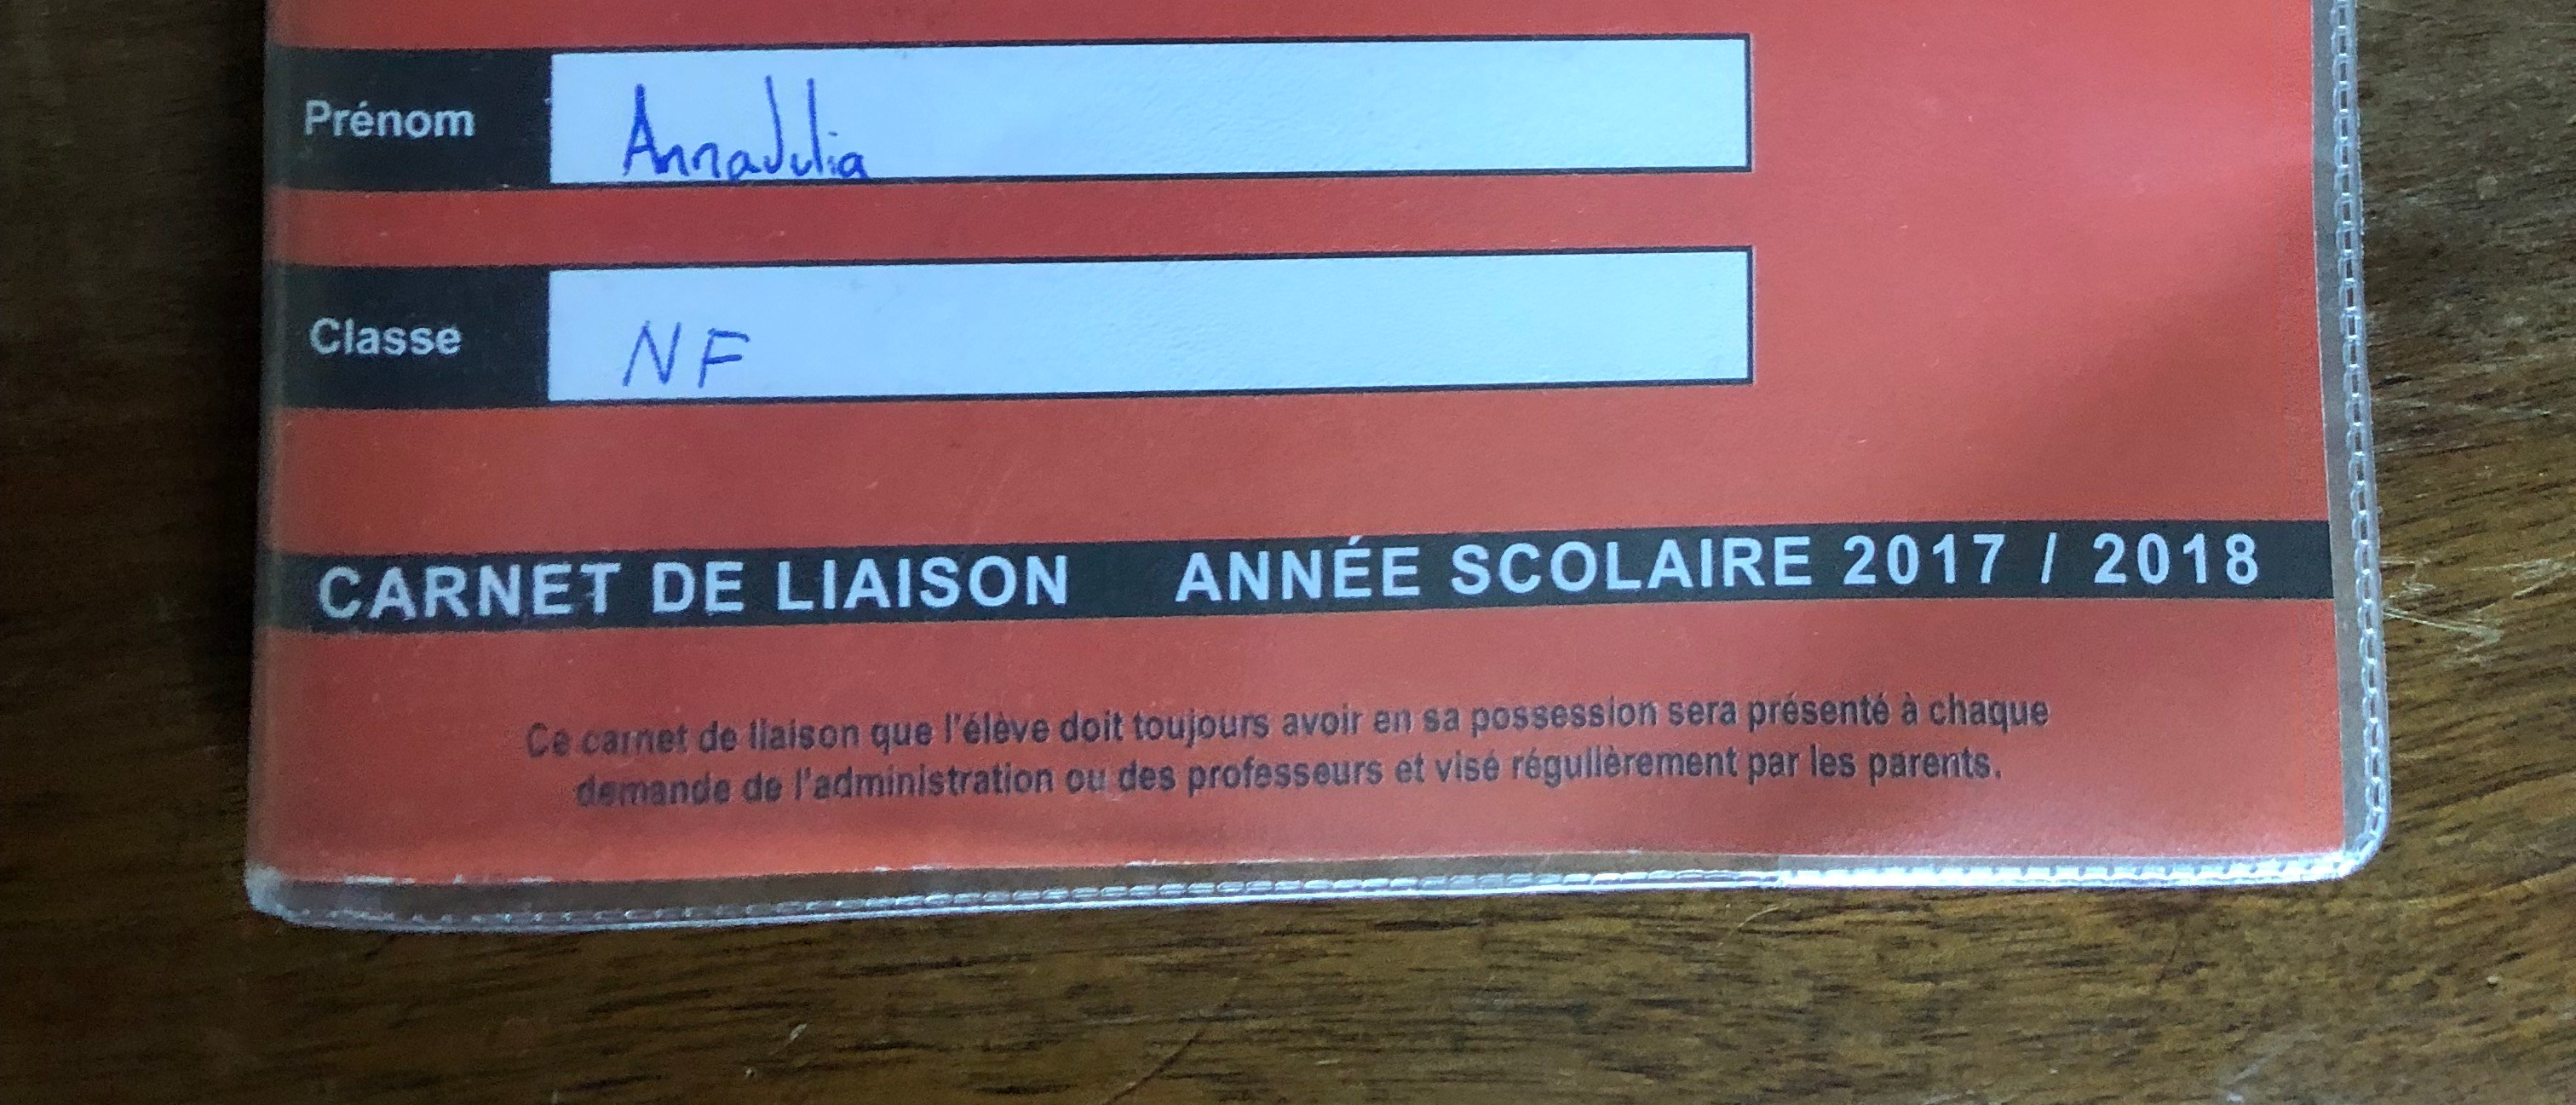 Prénom AnnaJulia
Classe NF
CARNET DE LIAISON ANNÉE SCOLAIRE 2017 / 2018
Ce carnet de liaison que l'élève doit toujours avoir en sa possession sera présenté à chaque
demande de l'administration ou des professeurs et visé régulièrement par les parents.